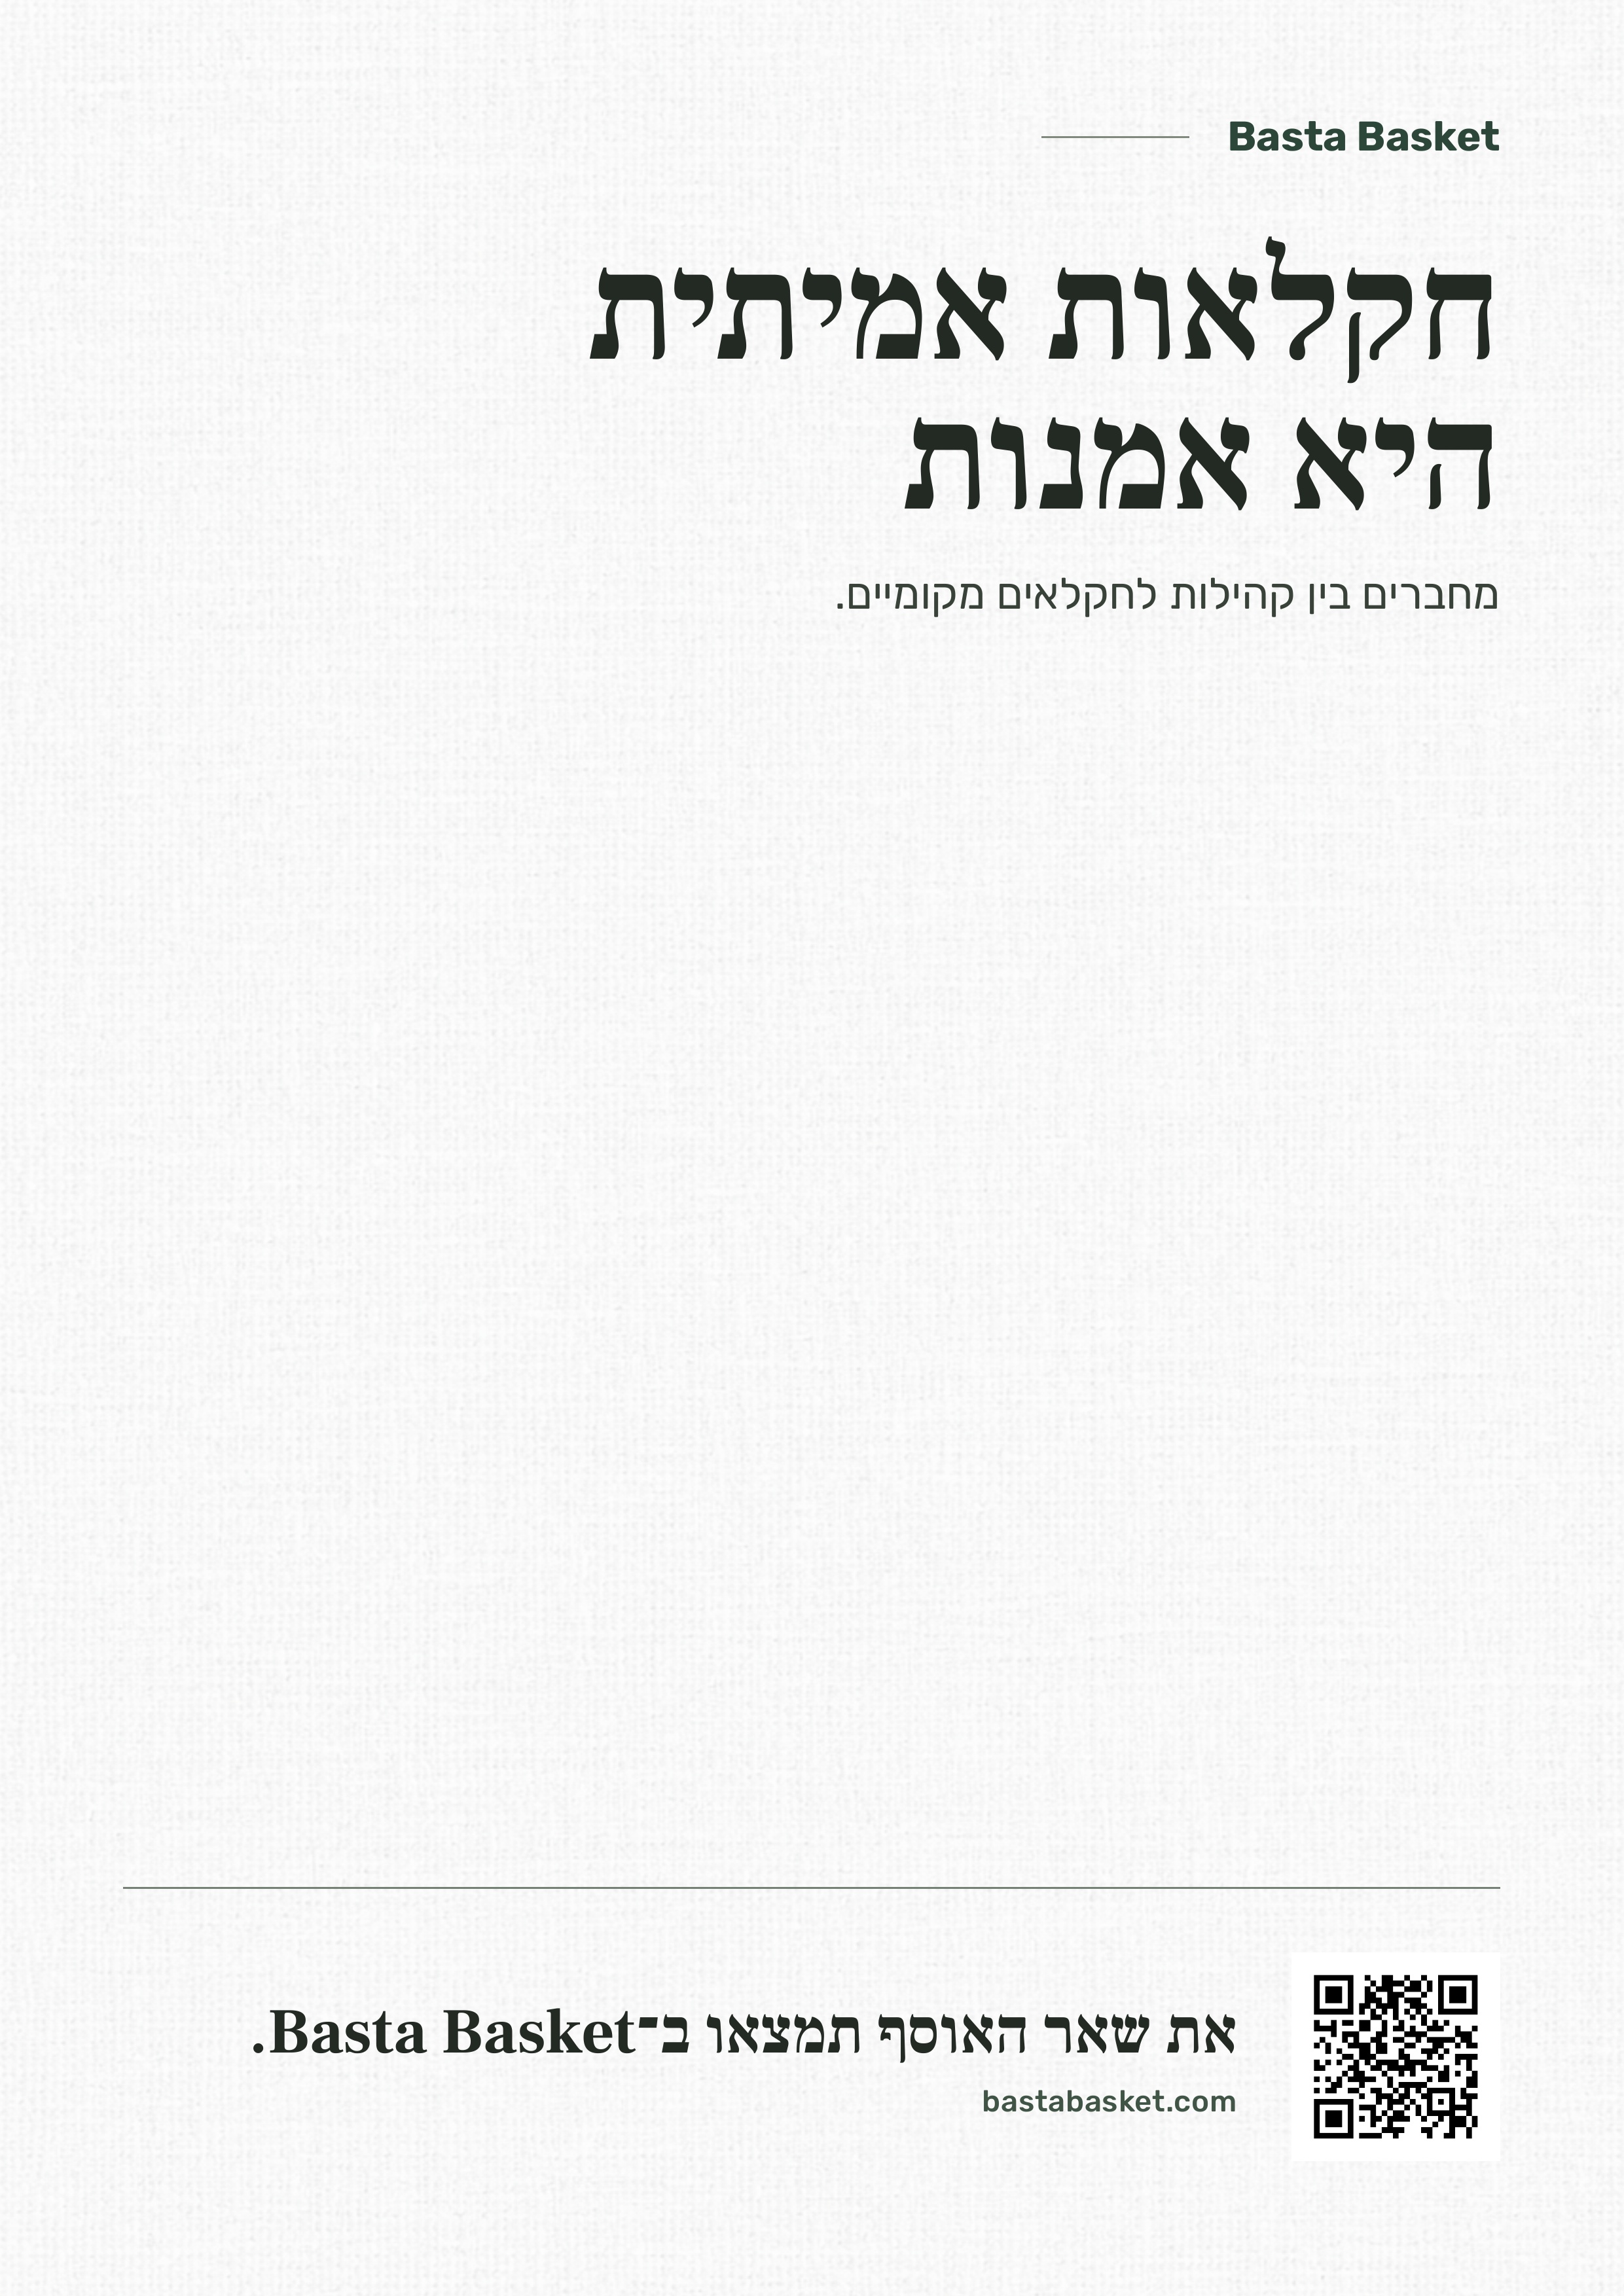 Basta Basket
חקלאות אמיתית
היא אמנות
מחברים בין קהילות לחקלאים מקומיים.
את שאר האוסף תמצאו ב־Basta Basket.
bastabasket.com